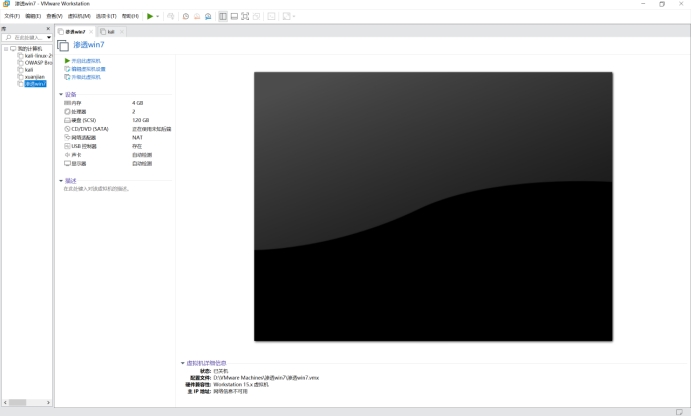 渗透win7 - VMware Workstation
文件(F) 编辑(E) 查看(V) 虚拟机(M) 选项卡(T) 帮助(H)
库
在此处键入...
我的计算机
kali-linux-2
OWASP Bro
kali
xuanjian
渗透win7
渗透win7
kali
渗透win7
开启此虚拟机
编辑虚拟机设置
升级此虚拟机
设备
内存 4 GB
处理器 2
硬盘 (SCSI) 120 GB
CD/DVD (SATA) 正在使用未知后端
网络适配器 NAT
USB 控制器 存在
声卡 自动检测
显示器 自动检测
描述
在此处键入对该虚拟机的描述。
虚拟机详细信息
状态: 已关机
配置文件: D:\VMware Machines\渗透win7\渗透win7.vmx
硬件兼容性: Workstation 15.x 虚拟机
主 IP 地址: 网络信息不可用